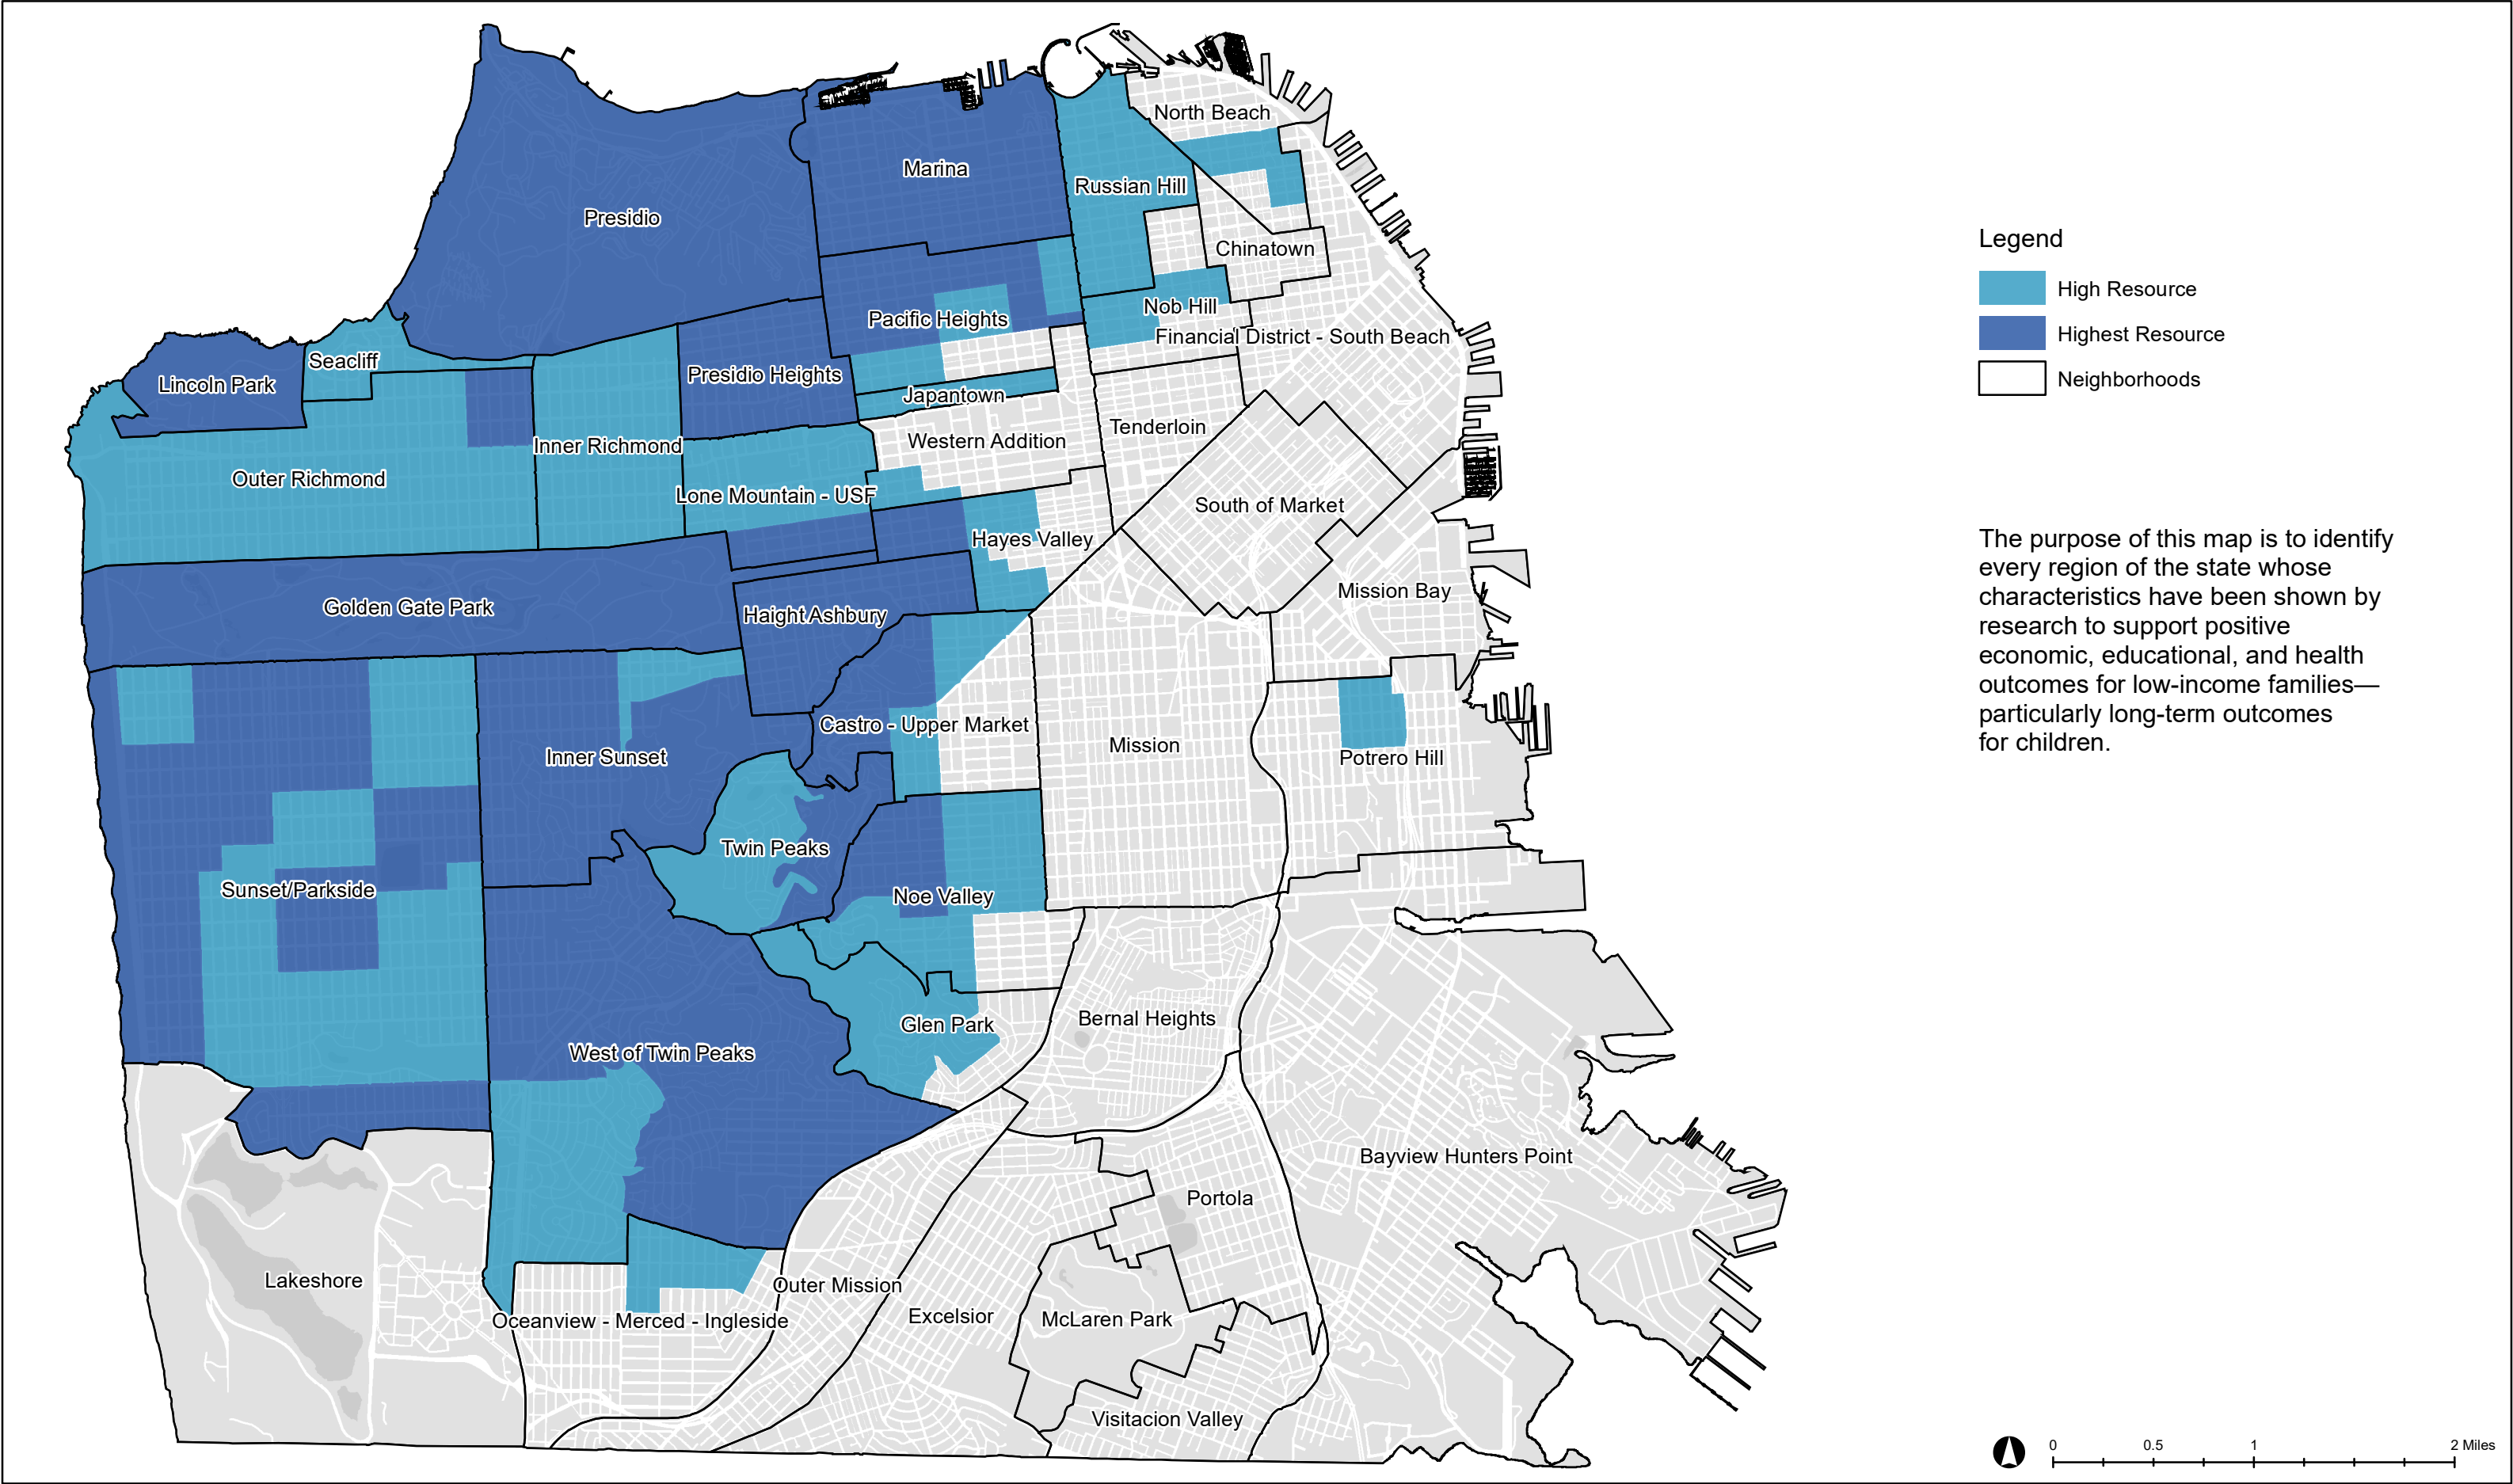 North Beach
Marina
Russian Hill
Presidio
Chinatown
Nob Hill
Pacific Heights
Financial District - South Beach
Seacliff
Lincoln Park
Presidio Heights
Japantown
Tenderloin
Western Addition
Inner Richmond
Outer Richmond
Lone Mountain - USF
South of Market
Hayes Valley
Mission Bay
Golden Gate Park
Haight Ashbury
Castro - Upper Market
Mission
Inner Sunset
Potrero Hill
Twin Peaks
Sunset/Parkside
Noe Valley
Bernal Heights
Glen Park
West of Twin Peaks
Bayview Hunters Point
Portola
Lakeshore
Outer Mission
Excelsior
McLaren Park
Oceanview - Merced - Ingleside
Visitacion Valley
Legend
High Resource
Highest Resource
Neighborhoods
The purpose of this map is to identify
every region of the state whose
characteristics have been shown by
research to support positive
economic, educational, and health
outcomes for low-income families—
particularly long-term outcomes
for children.
0 0.5 1 2 Miles